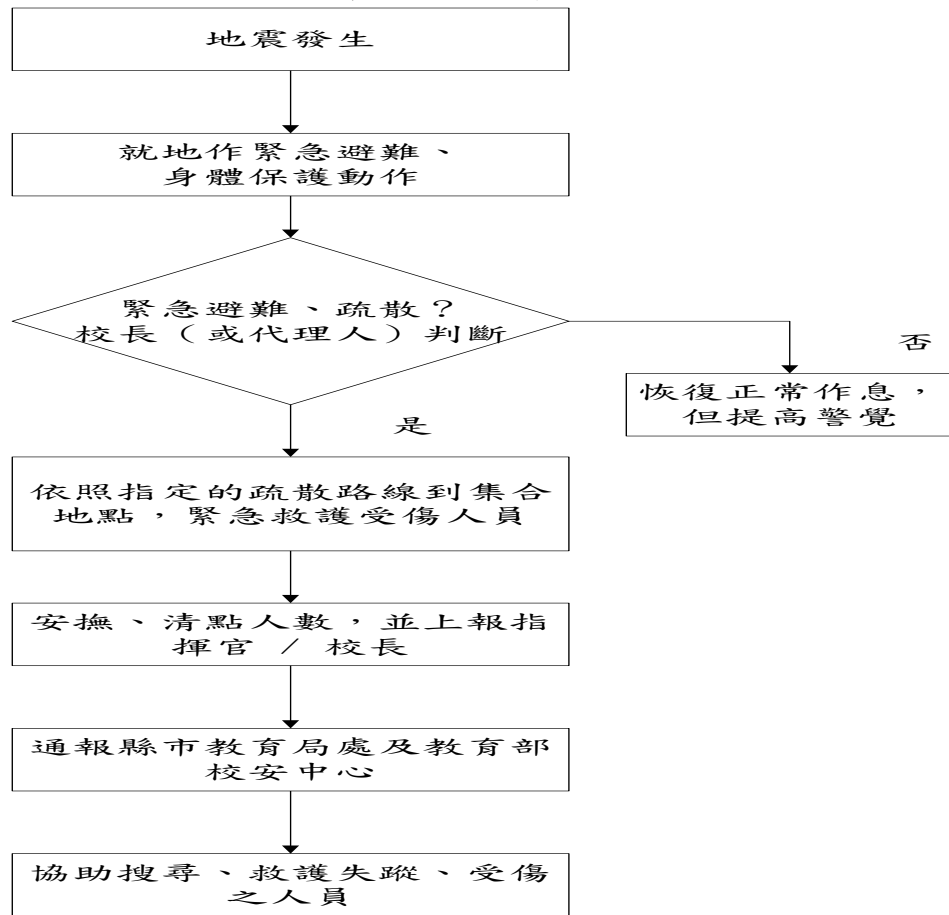 地震發生
就地作緊急避難、
身體保護動作
緊急避難、疏散？
校長（或代理人）判斷
否
恢復正常作息，
但提高警覺
是
依照指定的疏散路線到集合
地點，緊急救護受傷人員
安撫、清點人數，並上報指
揮官 / 校長
通報縣市教育局處及教育部
校安中心
協助搜尋、救護失蹤、受傷
之人員